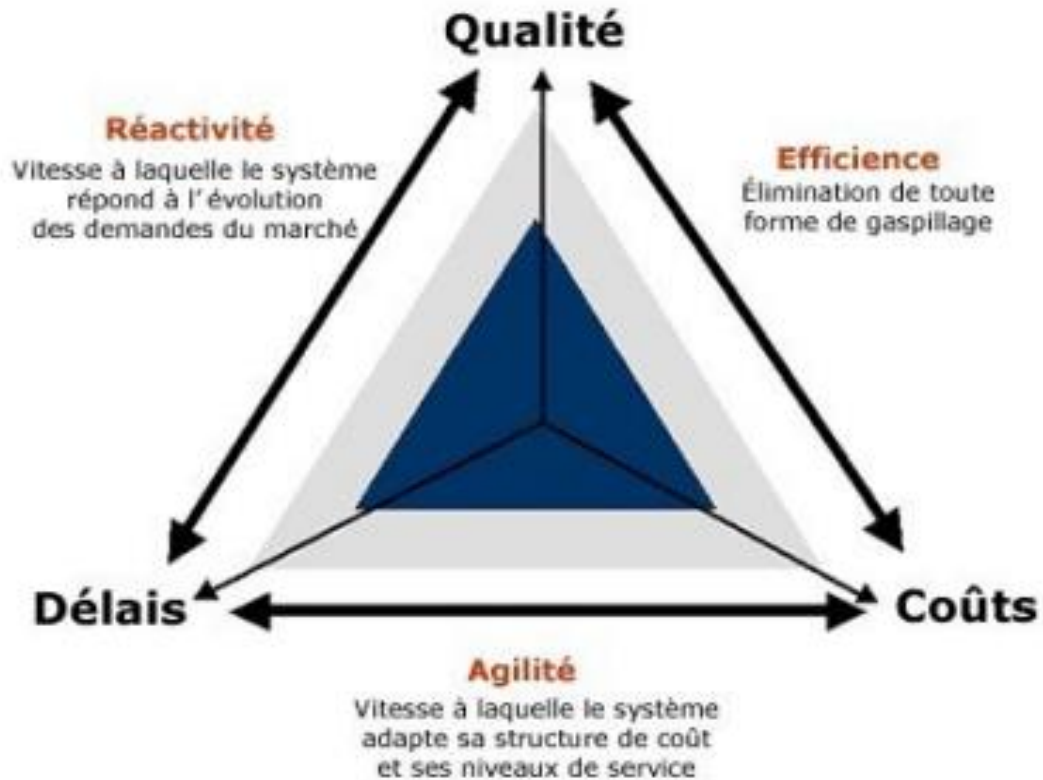 Qualité
Réactivité
Vitesse à laquelle le système
répond à l'évolution
des demandes du marché
Efficience
Élimination de toute
forme de gaspillage
Délais
Coûts
Agilité
Vitesse à laquelle le système
adapte sa structure de coût
et ses niveaux de service